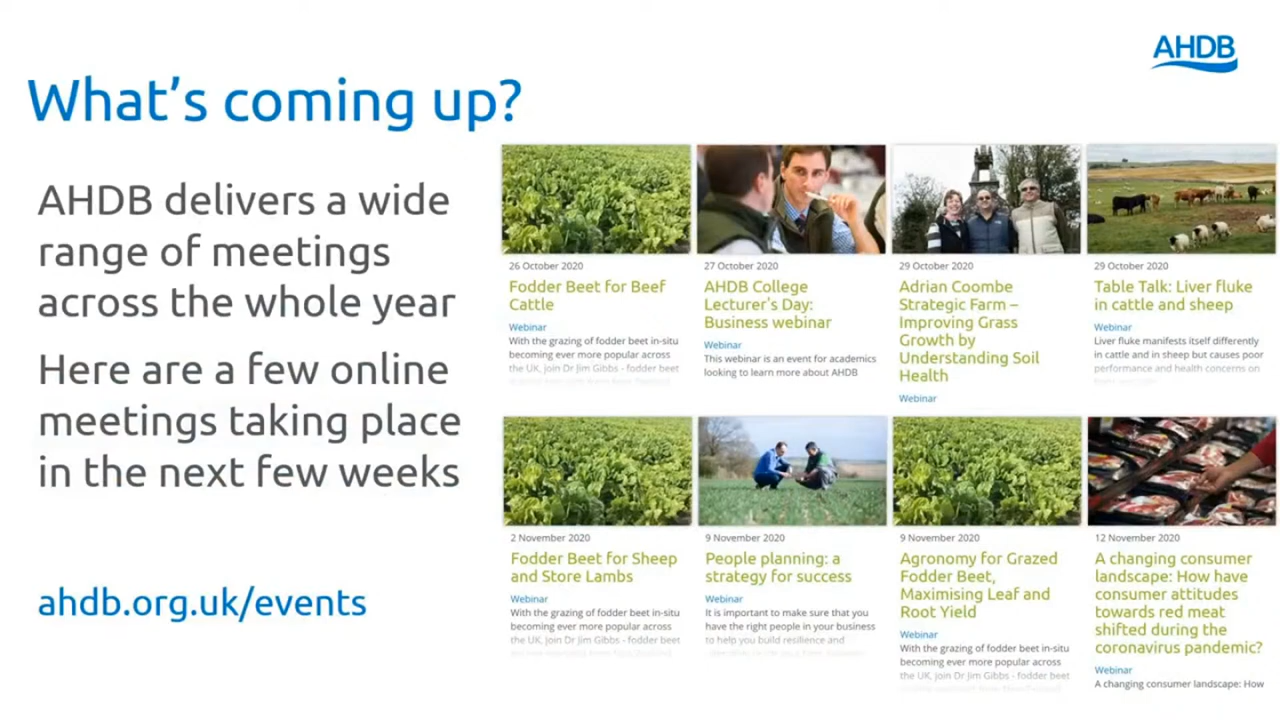 AHDB
What's coming up?
AHDB delivers a wide
range of meetings
across the whole year
Here are a few online
meetings taking place
in the next few weeks
ahdb.org.uk/events
26 October 2020
Fodder Beet for Beef
Cattle
Webinar
With the grazing of fodder beet in-situ
becoming ever more popular across
the UK, join Dr Jim Gibbs - fodder beet
27 October 2020
AHDB College
Lecturer's Day:
Business webinar
Webinar
This webinar is an event for academics
looking to learn more about AHDB
29 October 2020
Adrian Coombe
Strategic Farm –
Improving Grass
Growth by
Understanding Soil
Health
Webinar
29 October 2020
Table Talk: Liver fluke
in cattle and sheep
Webinar
Liver fluke manifests itself differently
in cattle and in sheep but causes poor
performance and health concerns on
2 November 2020
Fodder Beet for Sheep
and Store Lambs
Webinar
With the grazing of fodder beet in-situ
becoming ever more popular across
the UK, join Dr Jim Gibbs - fodder beet
9 November 2020
People planning: a
strategy for success
Webinar
It is important to make sure that you
have the right people in your business
to help you build resilience and
9 November 2020
Agronomy for Grazed
Fodder Beet,
Maximising Leaf and
Root Yield
Webinar
With the grazing of fodder beet in-situ
becoming ever more popular across
the UK, join Dr Jim Gibbs - fodder beet
12 November 2020
A changing consumer
landscape: How have
consumer attitudes
towards red meat
shifted during the
coronavirus pandemic?
Webinar
A changing consumer landscape: How